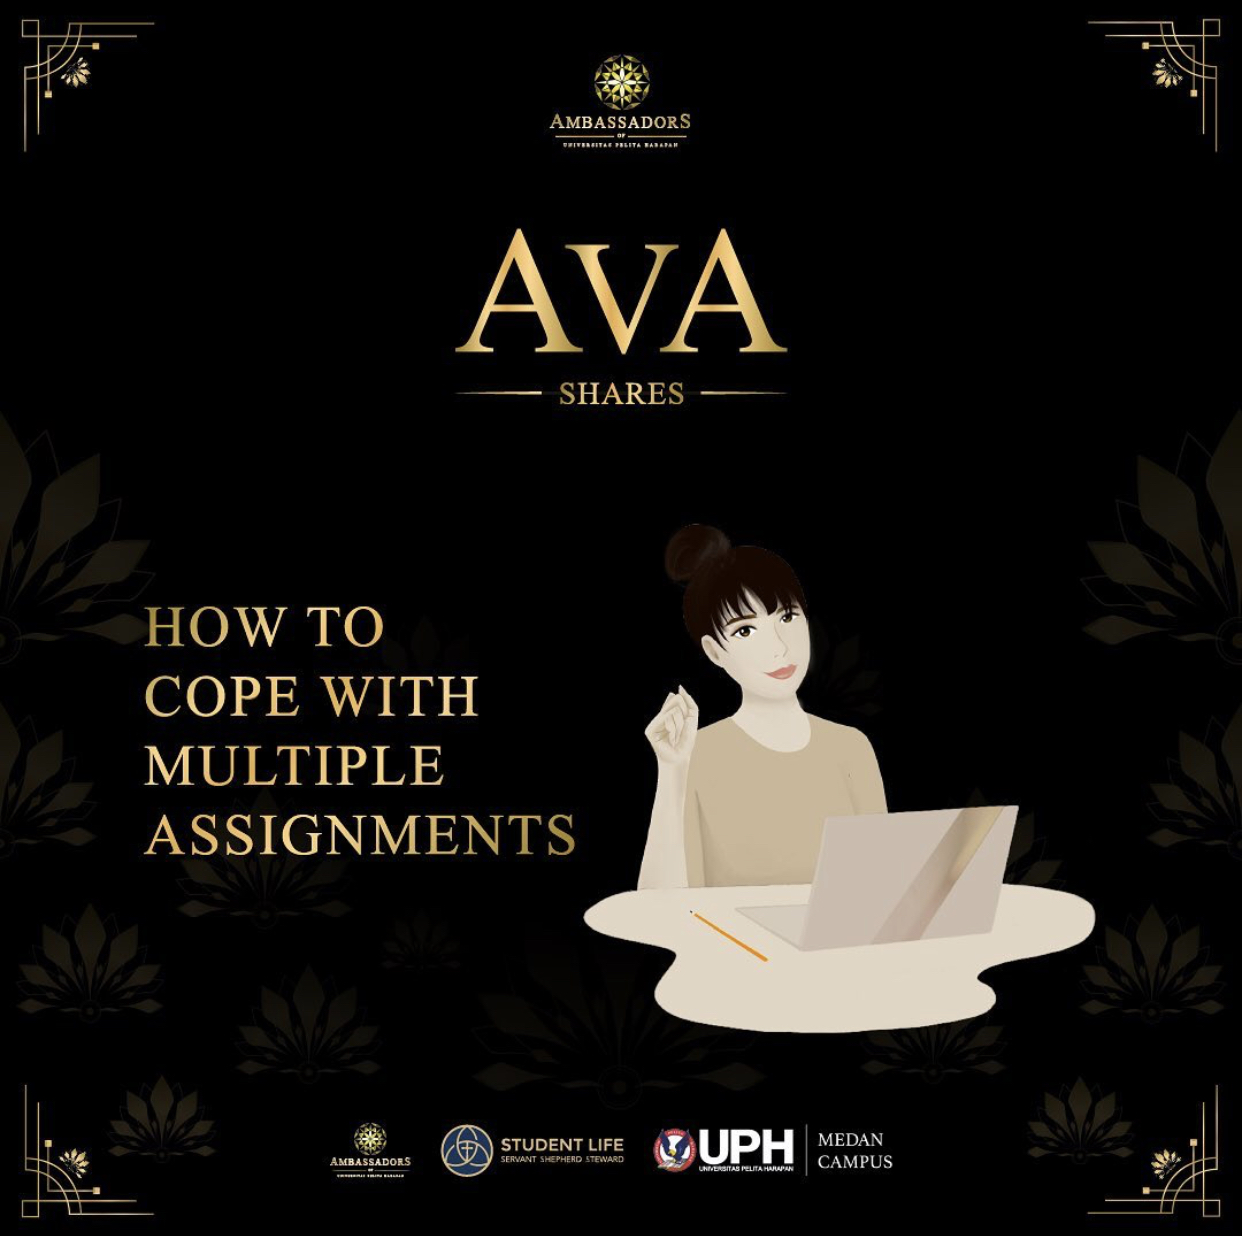 AMBASSADORS
OF
UNIVERSITAS PELITA HARAPAN
AVA
SHARES
HOW TO
COPE WITH
MULTIPLE
ASSIGNMENTS
AMBASSADORS
OF
UNIVERSITAS PELITA HARAPAN
STUDENT LIFE
SERVANT SHEPHERD STEWARD
UPH
UNIVERSITAS PELITA HARAPAN
MEDAN
CAMPUS